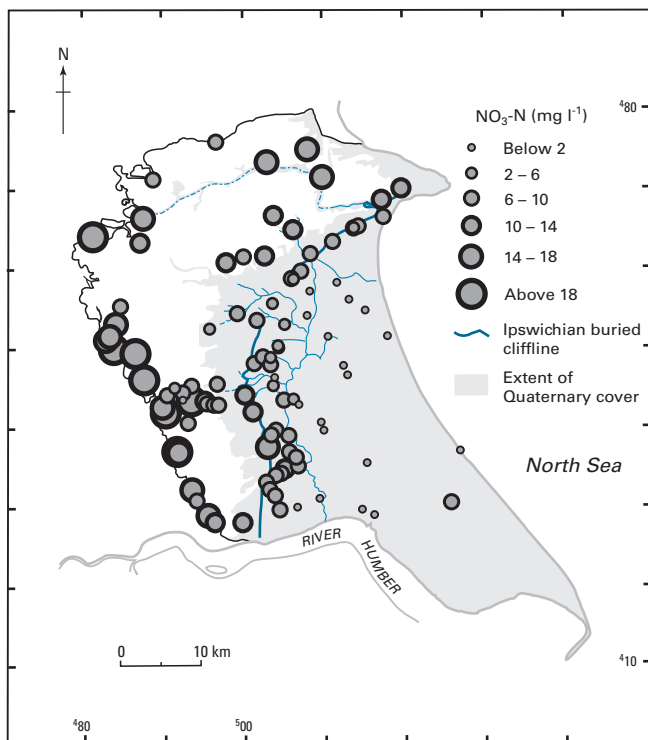 N
NO₃-N (mg l⁻¹)
Below 2
2 – 6
6 – 10
10 – 14
14 – 18
Above 18
Ipswichian buried
cliffline
Extent of
Quaternary cover
North Sea
RIVER
HUMBER
0 10 km
⁴80
⁴10
⁴80
⁵00